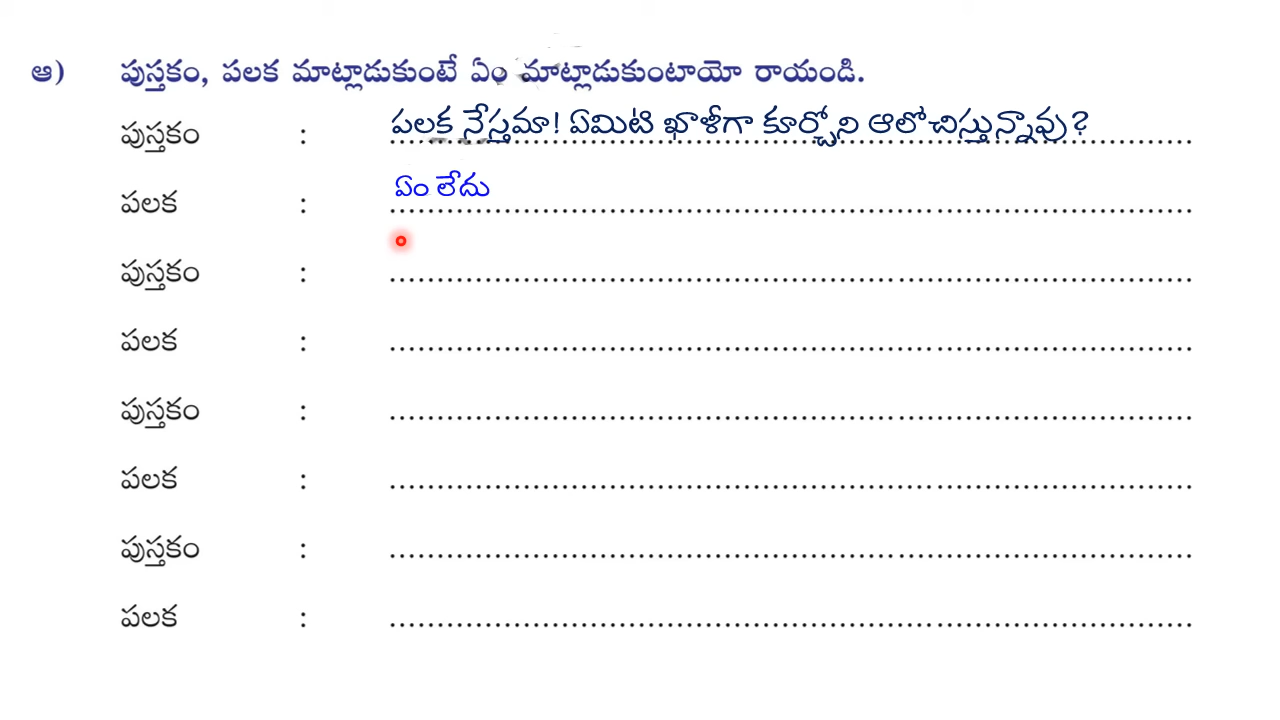 ఆ) పుస్తకం, పలక మాట్లాడుకుంటే ఏం మాట్లాడుకుంటాయో రాయండి.
పుస్తకం : పలక నేస్తమా! ఏమిటి ఖాళీగా కూర్చోని ఆలోచిస్తున్నావు?
పలక : ఏం లేదు
పుస్తకం : ........................................................................................................
పలక : ........................................................................................................
పుస్తకం : ........................................................................................................
పలక : ........................................................................................................
పుస్తకం : ........................................................................................................
పలక : ........................................................................................................